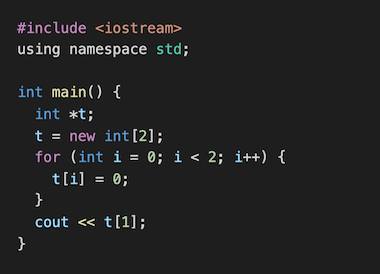 #include <iostream>
using namespace std;

int main() {
  int *t;
  t = new int[2];
  for (int i = 0; i < 2; i++) {
    t[i] = 0;
  }
  cout << t[1];
}